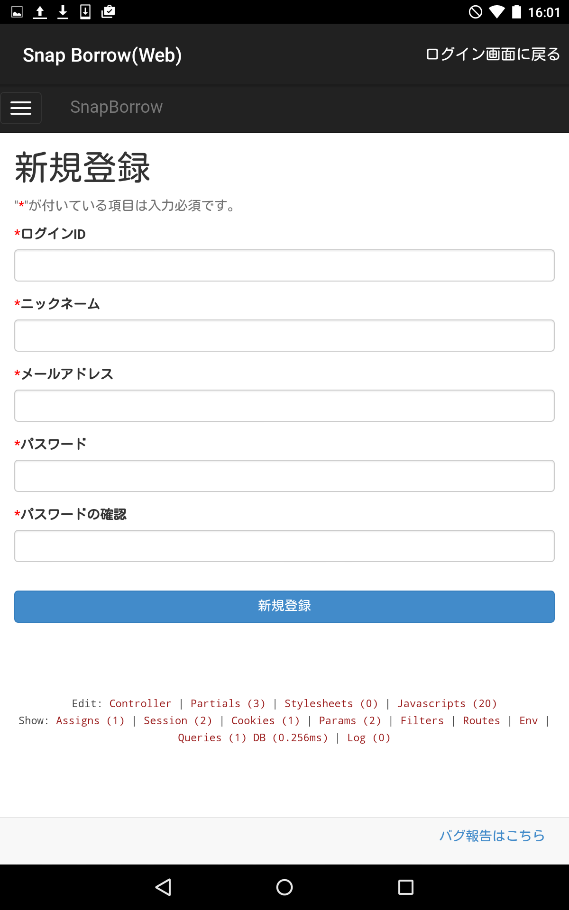 16:01
Snap Borrow(Web)
ログイン画面に戻る
SnapBorrow
新規登録
"*"が付いている項目は入力必須です。
*ログインID
*ニックネーム
*メールアドレス
*パスワード
*パスワードの確認
新規登録
Edit: Controller | Partials (3) | Stylesheets (0) | Javascripts (20)
Show: Assigns (1) | Session (2) | Cookies (1) | Params (2) | Filters | Routes | Env |
Queries (1) DB (0.256ms) | Log (0)
バグ報告はこちら